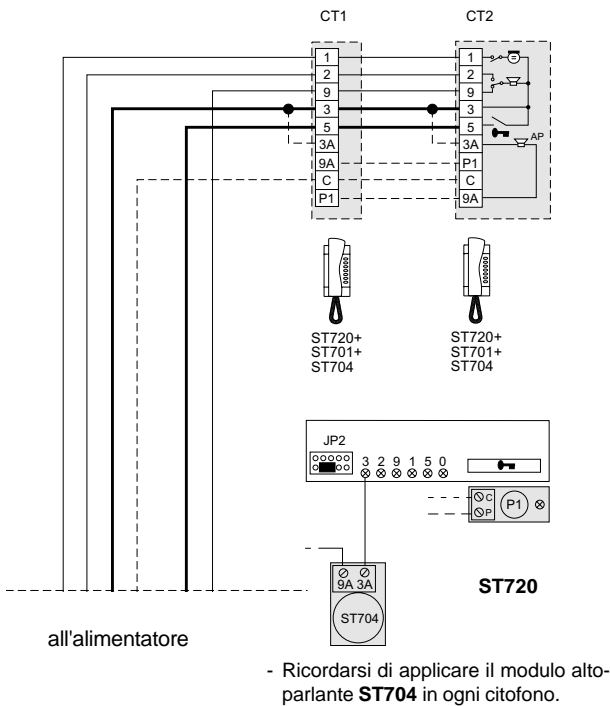 CT1 CT2
1 1
2 2
9 9
3 3
5 5
3A 3A AP
9A P1
C C
P1 9A
ST720+ ST720+
ST701+ ST701+
ST704 ST704
JP2
3 2 9 1 5 0
C
P
P1
9A 3A
ST720
ST704
all'alimentatore
- Ricordarsi di applicare il modulo alto-
parlante ST704 in ogni citofono.